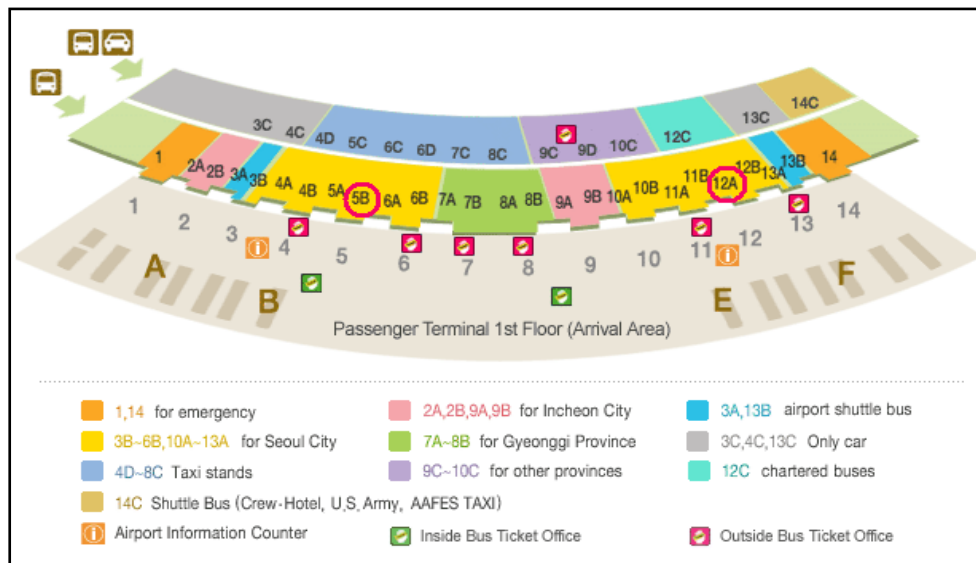 3C 4C 4D 5C 6C 6D 7C 8C 9C 9D 10C 12C 13C 14C
1 2A 2B 3A 3B 4A 4B 5A 5B 6A 6B 7A 7B 8A 8B 9A 9B 10A 10B 11A 11B 12A 12B 13A 13B 14
1 2 3 4 5 6 7 8 9 10 11 12 13 14
A B E F
Passenger Terminal 1st Floor (Arrival Area)
1,14 for emergency
2A,2B,9A,9B for Incheon City
3A,13B airport shuttle bus
3B~6B,10A~13A for Seoul City
7A~8B for Gyeonggi Province
3C,4C,13C Only car
4D~8C Taxi stands
9C~10C for other provinces
12C chartered buses
14C Shuttle Bus (Crew-Hotel, U.S. Army, AAFES TAXI)
Airport Information Counter
Inside Bus Ticket Office
Outside Bus Ticket Office